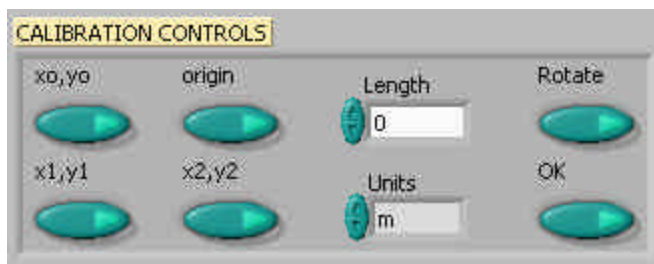 CALIBRATION CONTROLS
xo,yo origin Length Rotate
0
x1,y1 x2,y2 Units OK
m